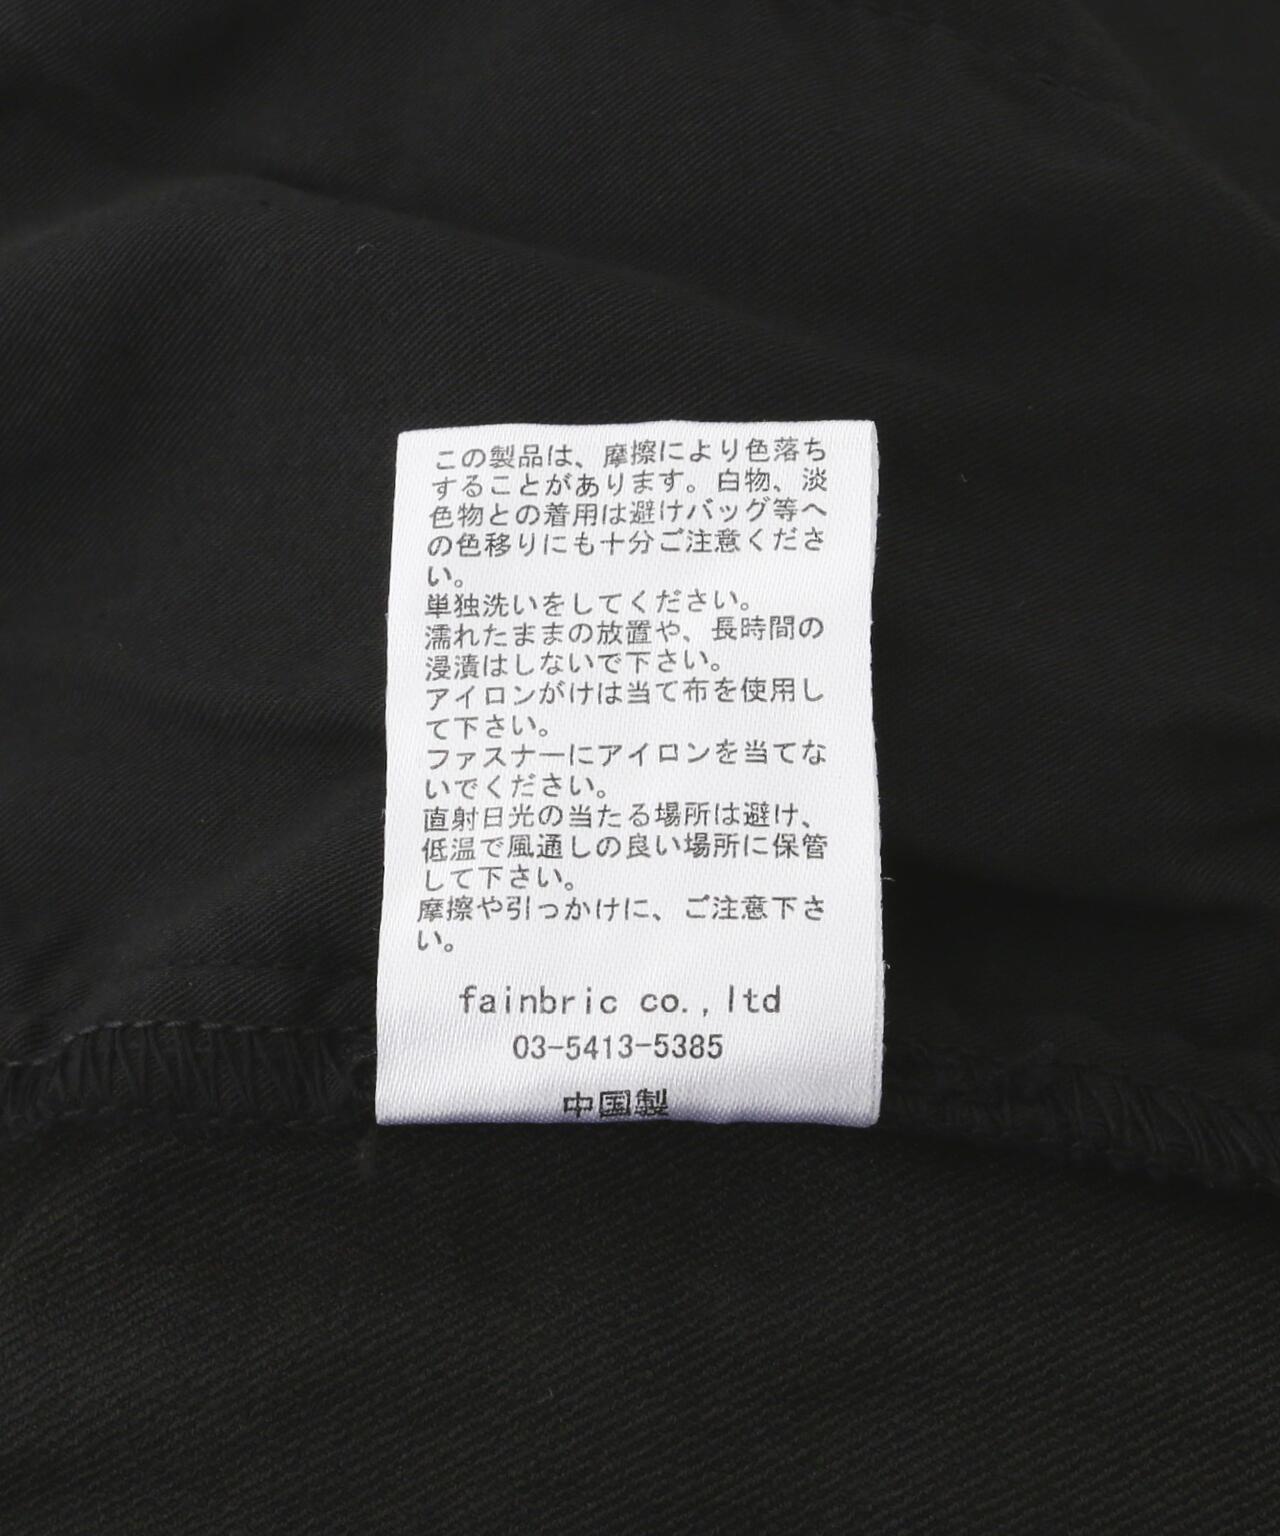 この製品は、摩擦により色落ち
することがあります。白物、淡
色物との着用は避けバッグ等へ
の色移りにも十分ご注意くださ
い。
単独洗いをしてください。
濡れたままの放置や、長時間の
浸漬はしないで下さい。
アイロンがけは当て布を使用し
て下さい。
ファスナーにアイロンを当てな
いでください。
直射日光の当たる場所は避け、
低温で風通しの良い場所に保管
して下さい。
摩擦や引っかけに、ご注意下さ
い。
fainbric co.,ltd
03-5413-5385
中国製